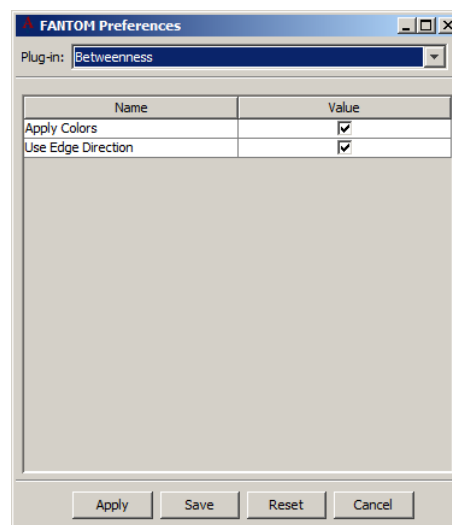 FANTOM Preferences
Plug-in: Betweenness
Name Value
Apply Colors
Use Edge Direction
Apply Save Reset Cancel